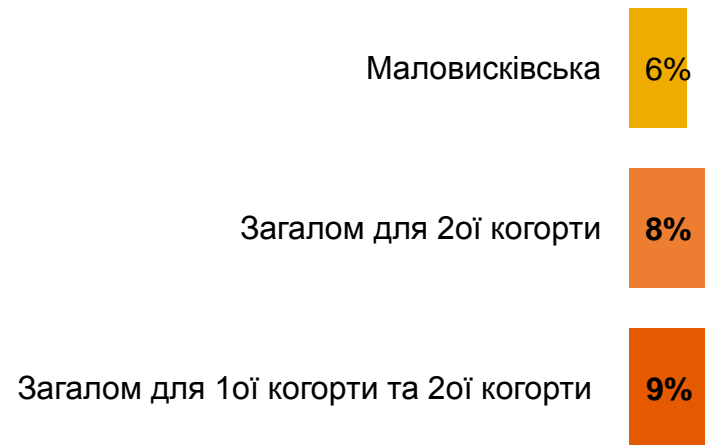 Маловисківська 6%
Загалом для 2ої когорти 8%
Загалом для 1ої когорти та 2ої когорти 9%